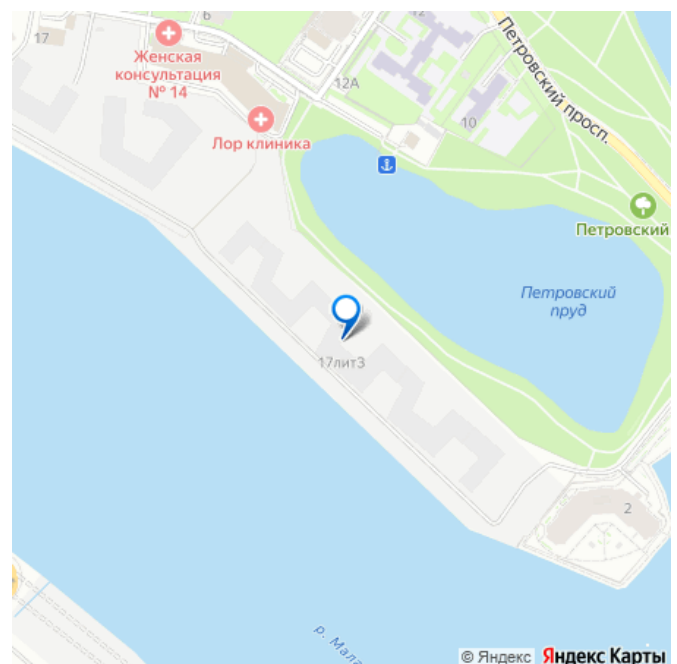 6
17
Женская
консультация
№ 14
12А
10
Петровский просп.
Лор клиника
Петровский
Петровский
пруд
17лит3
2
р. Мала
© Яндекс Яндекс Карты